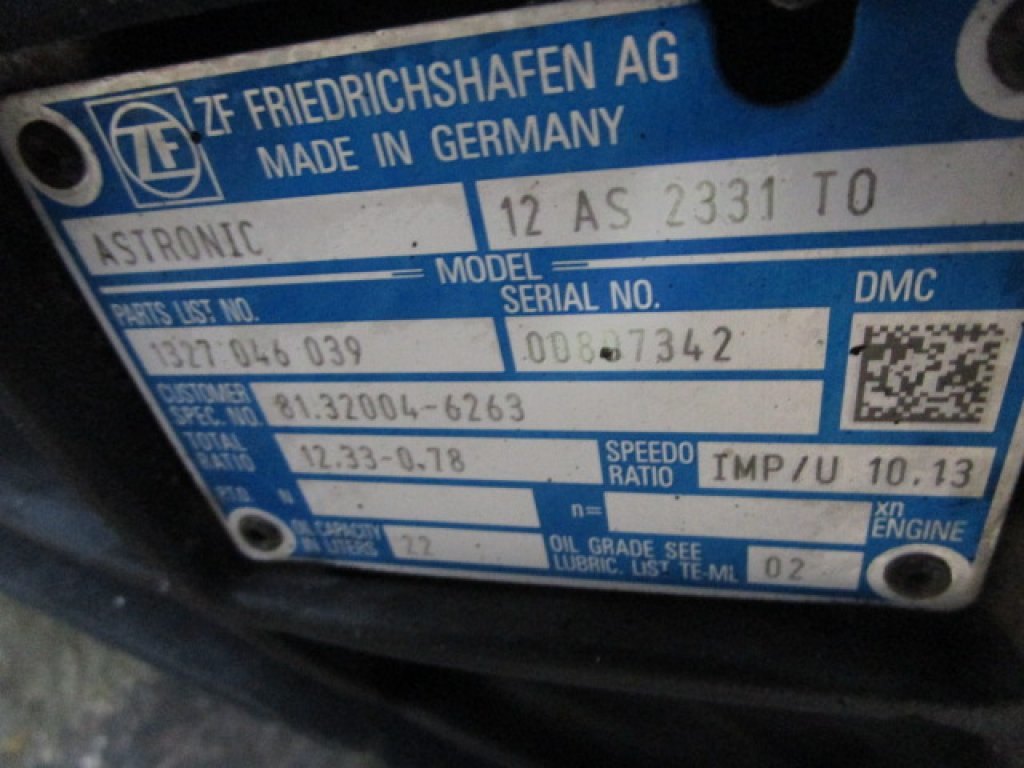 ZF ZF FRIEDRICHSHAFEN AG
MADE IN GERMANY
ASTRONIC 12 AS 2331 TO
MODEL
PARTS LIST NO. SERIAL NO. DMC
1327 046 039
CUSTOMER SPEC. NO. 81.32004-6263
TOTAL RATIO 12.33-0.78 SPEEDO RATIO IMP/U 10.13
P.T.O. N n= xn ENGINE
OIL CAPACITY IN LITERS 22 OIL GRADE SEE LUBRIC. LIST TE-ML 02